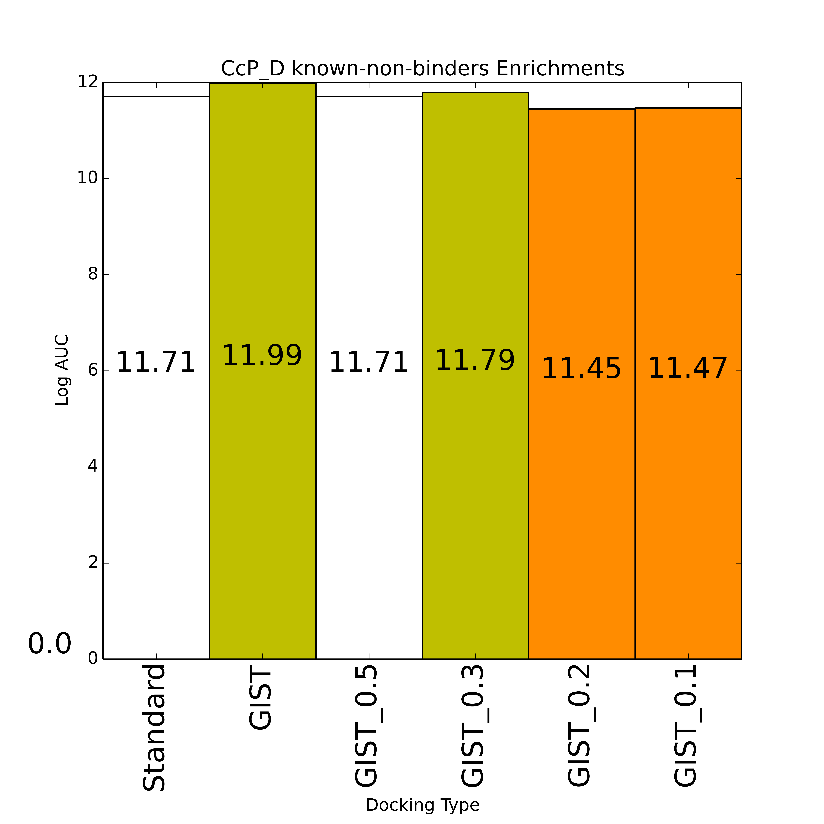 CcP_D known-non-binders Enrichments
12
10
8
6
4
2
0
Log AUC
0.0
11.71
11.99
11.71
11.79
11.45
11.47
Standard
GIST
GIST_0.5
GIST_0.3
GIST_0.2
GIST_0.1
Docking Type